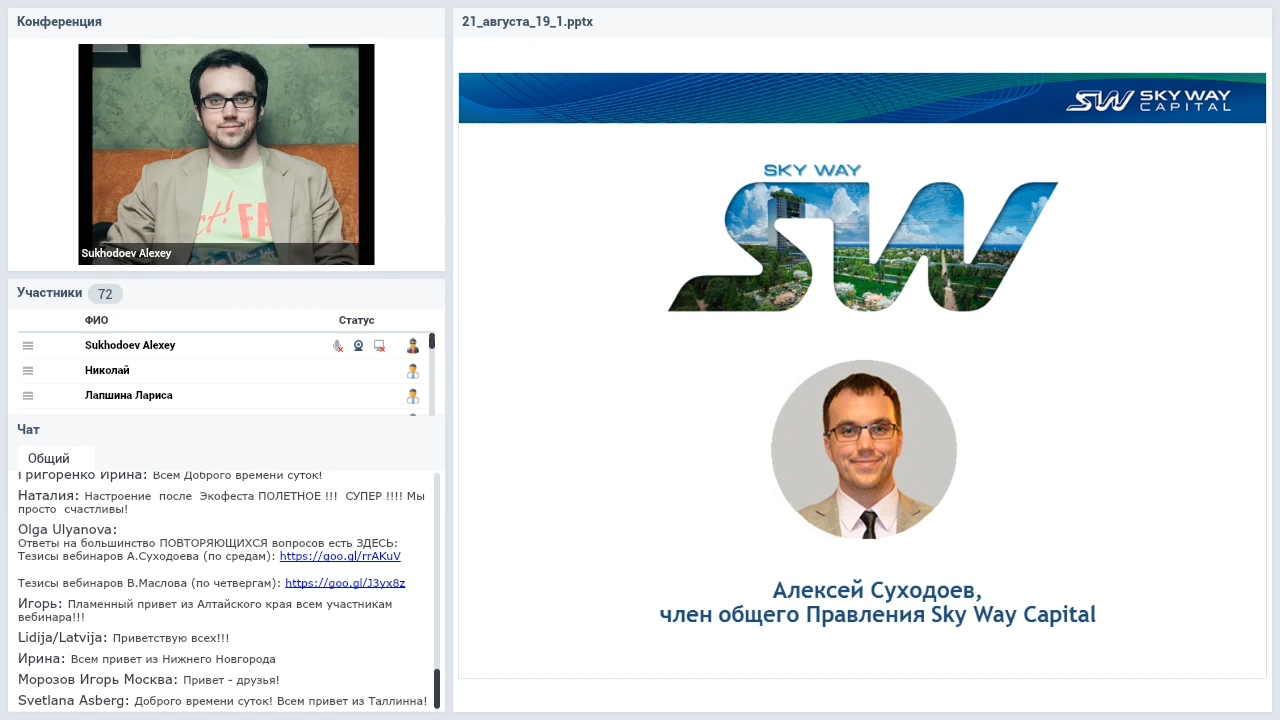 Конференция
Sukhodoev Alexey
Участники 72
ФИО Статус
Sukhodoev Alexey
Николай
Лапшина Лариса
Чат
Общий
Григоренко Ирина: Всем Доброго времени суток!
Наталия: Настроение после Экофеста ПОЛЕТНОЕ !!! СУПЕР !!!! Мы
просто счастливы!
Olga Ulyanova:
Ответы на большинство ПОВТОРЯЮЩИХСЯ вопросов есть ЗДЕСЬ:
Тезисы вебинаров А.Суходоева (по средам): https://goo.gl/rrAKuV
Тезисы вебинаров В.Маслова (по четвергам): https://goo.gl/J3yx8z
Игорь: Пламенный привет из Алтайского края всем участникам
вебинара!!!
Lidija/Latvija: Приветствую всех!!!
Ирина: Всем привет из Нижнего Новгорода
Морозов Игорь Москва: Привет - друзья!
Svetlana Asberg: Доброго времени суток! Всем привет из Таллинна!
21_августа_19_1.pptx
SW SKY WAY
CAPITAL
SKY WAY
SW
Алексей Суходоев,
член общего Правления Sky Way Capital